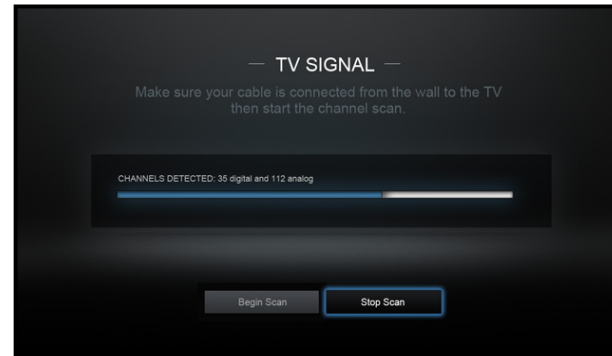 — TV SIGNAL —
Make sure your cable is connected from the wall to the TV
then start the channel scan.
CHANNELS DETECTED: 35 digital and 112 analog
Begin Scan Stop Scan